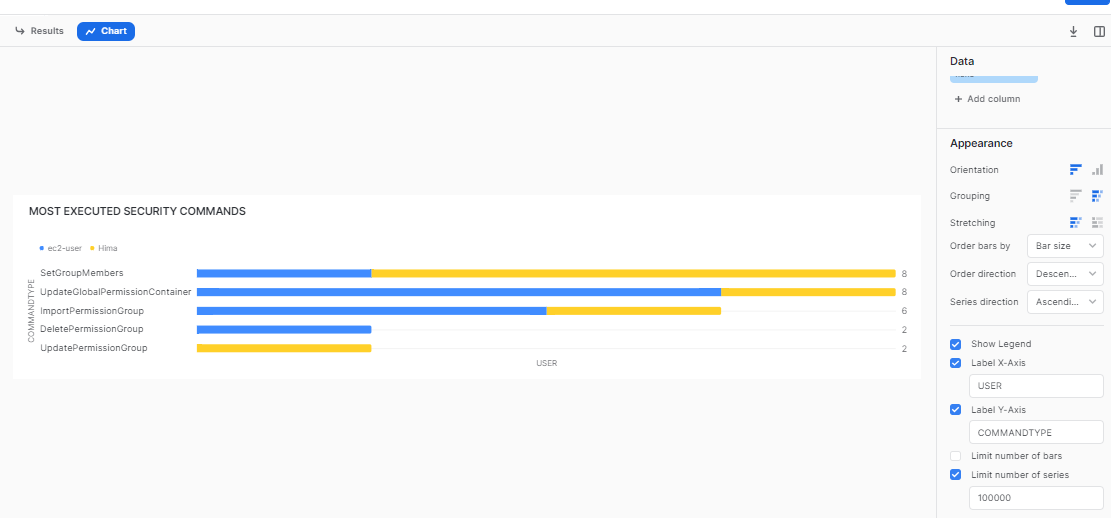 Results
Chart
Data
+ Add column
Appearance
Orientation
Grouping
Stretching
Order bars by
Bar size
Order direction
Descen...
Series direction
Ascendi...
Show Legend
Label X-Axis
USER
Label Y-Axis
COMMANDTYPE
Limit number of bars
Limit number of series
100000
MOST EXECUTED SECURITY COMMANDS
ec2-user
Hima
COMMANDTYPE
SetGroupMembers
8
UpdateGlobalPermissionContainer
8
ImportPermissionGroup
6
DeletePermissionGroup
2
UpdatePermissionGroup
2
USER